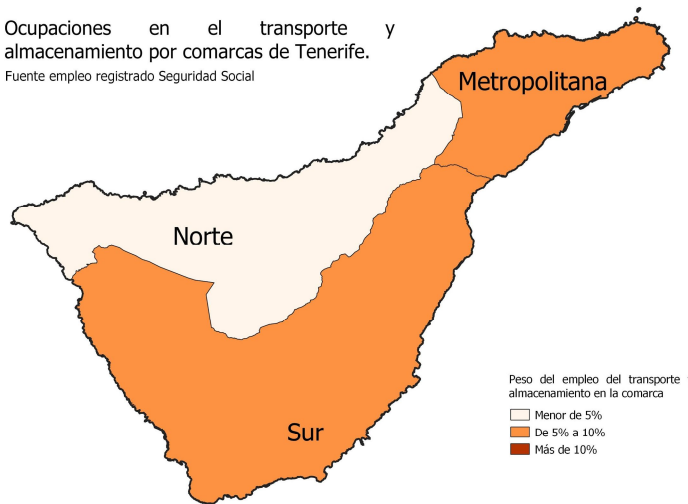 Ocupaciones en el transporte y
almacenamiento por comarcas de Tenerife.
Fuente empleo registrado Seguridad Social
Metropolitana
Norte
Sur
Peso del empleo del transporte
almacenamiento en la comarca
Menor de 5%
De 5% a 10%
Más de 10%